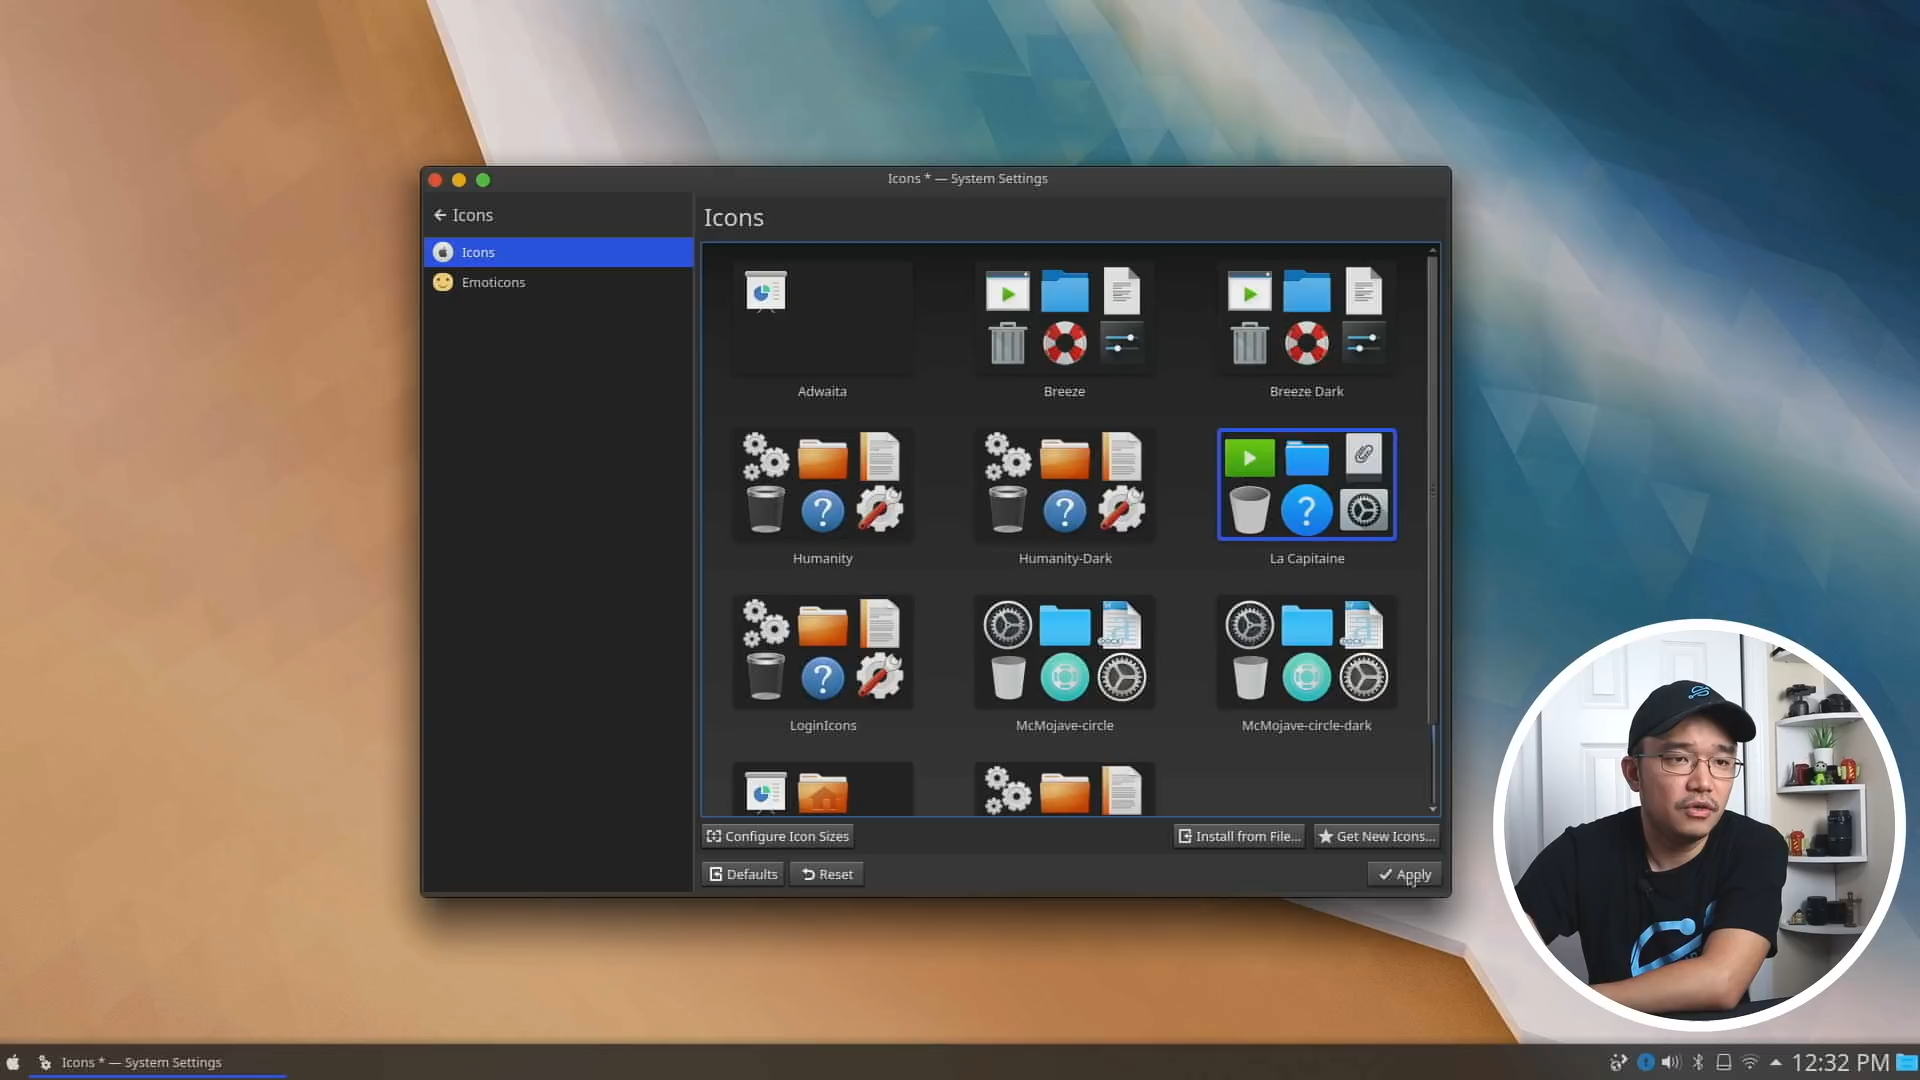 Icons * — System Settings
Icons
Icons
Icons
Emoticons
Adwaita
Breeze
Breeze Dark
Humanity
Humanity-Dark
La Capitaine
LoginIcons
McMojave-circle
McMojave-circle-dark
Configure Icon Sizes
Install from File...
Get New Icons...
Defaults
Reset
Apply
Icons * — System Settings
12:32 PM